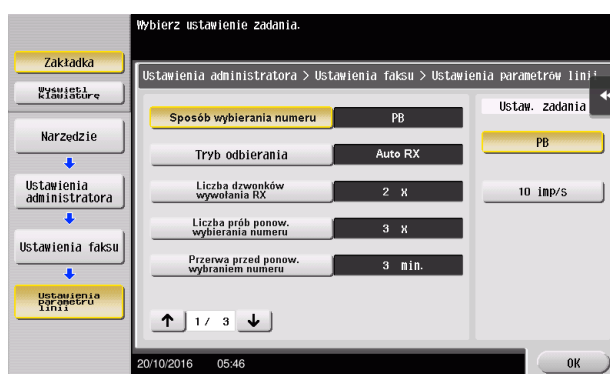 Wybierz ustawienie zadania.
Zakładka
Wyświetl
klawiaturę
Narzędzie
Ustawienia
administratora
Ustawienia faksu
Ustawienia
parametru
linii
Ustawienia administratora > Ustawienia faksu > Ustawienia parametrów linii
Sposób wybierania numeru
PB
Tryb odbierania
Auto RX
Liczba dzwonków
wywołania RX
2 X
Liczba prób ponow.
wybierania numeru
3 X
Przerwa przed ponow.
wybraniem numeru
3 min.
↑ 1/ 3 ↓
Ustaw. zadania
PB
10 imp/s
20/10/2016 05:46
OK